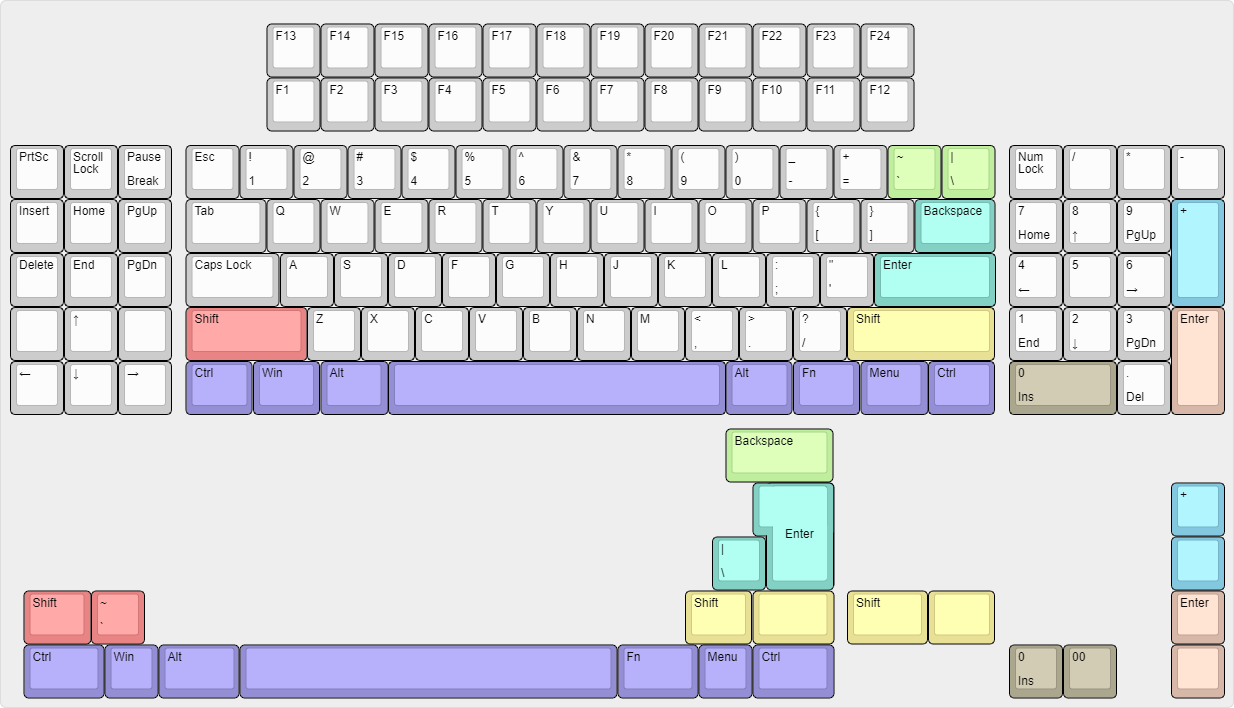 F13 F14 F15 F16 F17 F18 F19 F20 F21 F22 F23 F24
F1 F2 F3 F4 F5 F6 F7 F8 F9 F10 F11 F12
PrtSc Scroll Pause Esc ! @ # $ % ^ & * ( ) _ + ~ | Num / * -
Lock Lock
Break 1 2 3 4 5 6 7 8 9 0 - = ` \
Insert Home PgUp Tab Q W E R T Y U I O P { } Backspace 7 8 9 +
[ ] Home ↑ PgUp
Delete End PgDn Caps Lock A S D F G H J K L : " Enter 4 5 6
; ' ← →
↑ Shift Z X C V B N M < > ? Shift 1 2 3 Enter
, . / End ↓ PgDn
← ↓ → Ctrl Win Alt Alt Fn Menu Ctrl 0 .
Ins Del
Backspace
+
Enter
|
\
Shift ~ Shift Shift Enter
`
Ctrl Win Alt Fn Menu Ctrl 0 00
Ins